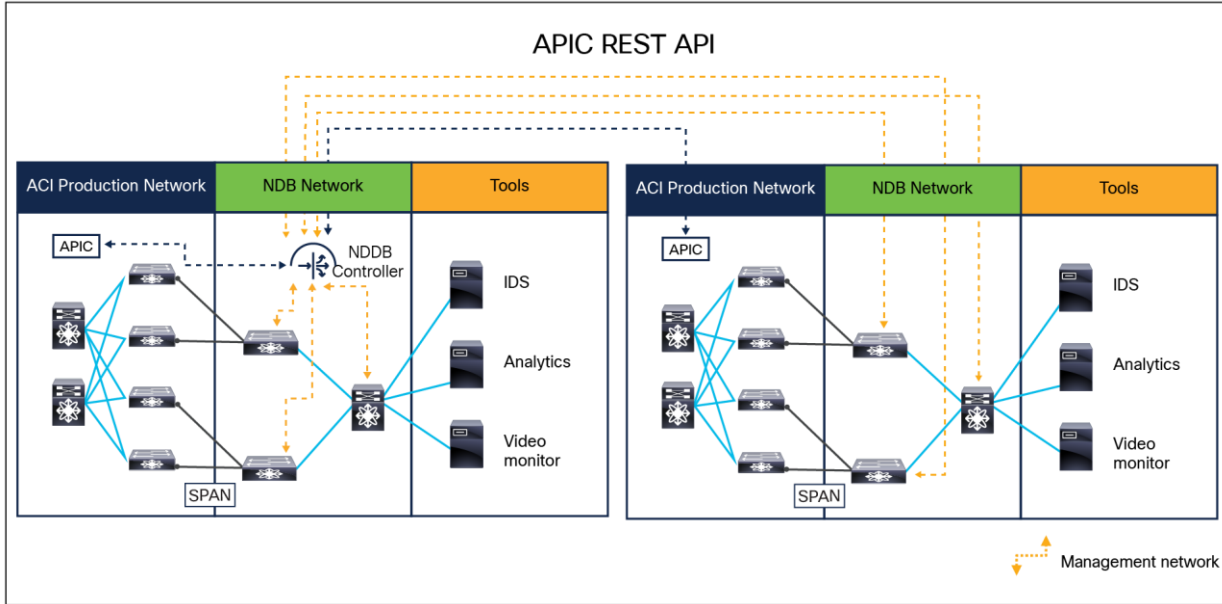 APIC REST API
ACI Production Network
NDB Network
Tools
APIC
NDDB
Controller
IDS
Analytics
Video
monitor
SPAN
ACI Production Network
NDB Network
Tools
APIC
IDS
Analytics
Video
monitor
SPAN
Management network